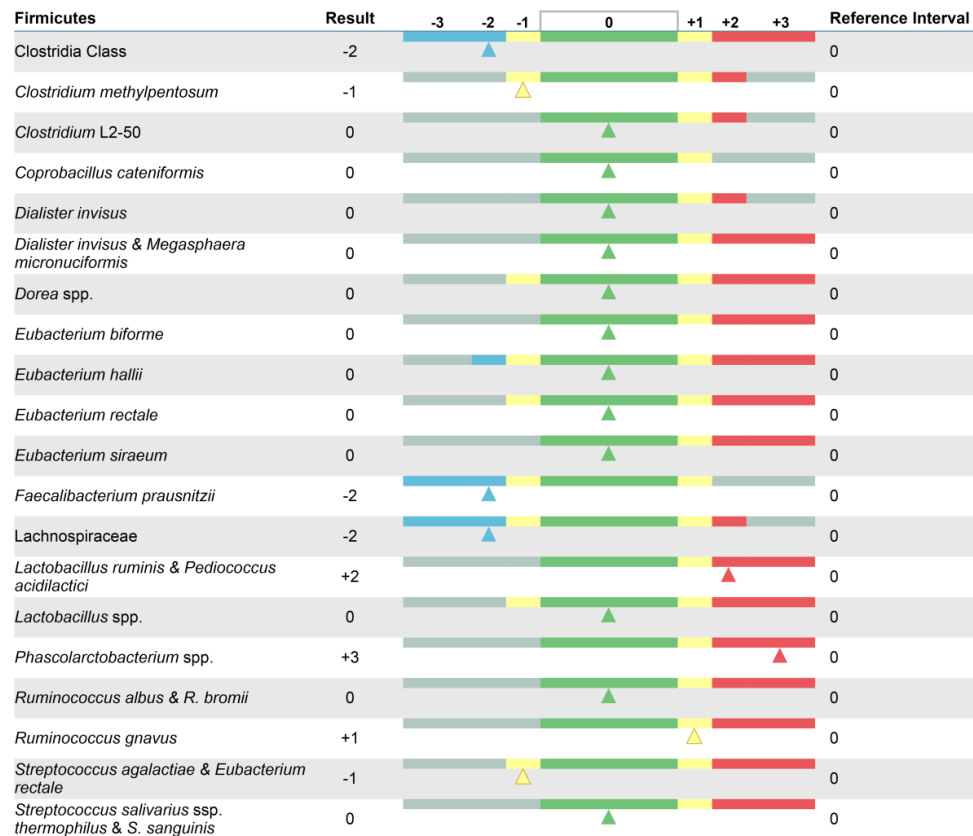 Firmicutes Result -3 -2 -1 0 +1 +2 +3 Reference Interval
Clostridia Class -2 0
Clostridium methylpentosum -1 0
Clostridium L2-50 0 0
Coprobacillus cateniformis 0 0
Dialister invisus 0 0
Dialister invisus & Megasphaera
micronuciformis 0 0
Dorea spp. 0 0
Eubacterium biforme 0 0
Eubacterium hallii 0 0
Eubacterium rectale 0 0
Eubacterium siraeum 0 0
Faecalibacterium prausnitzii -2 0
Lachnospiraceae -2 0
Lactobacillus ruminis & Pediococcus
acidilactici +2 0
Lactobacillus spp. 0 0
Phascolarctobacterium spp. +3 0
Ruminococcus albus & R. bromii 0 0
Ruminococcus gnavus +1 0
Streptococcus agalactiae & Eubacterium
rectale -1 0
Streptococcus salivarius ssp.
thermophilus & S. sanguinis 0 0